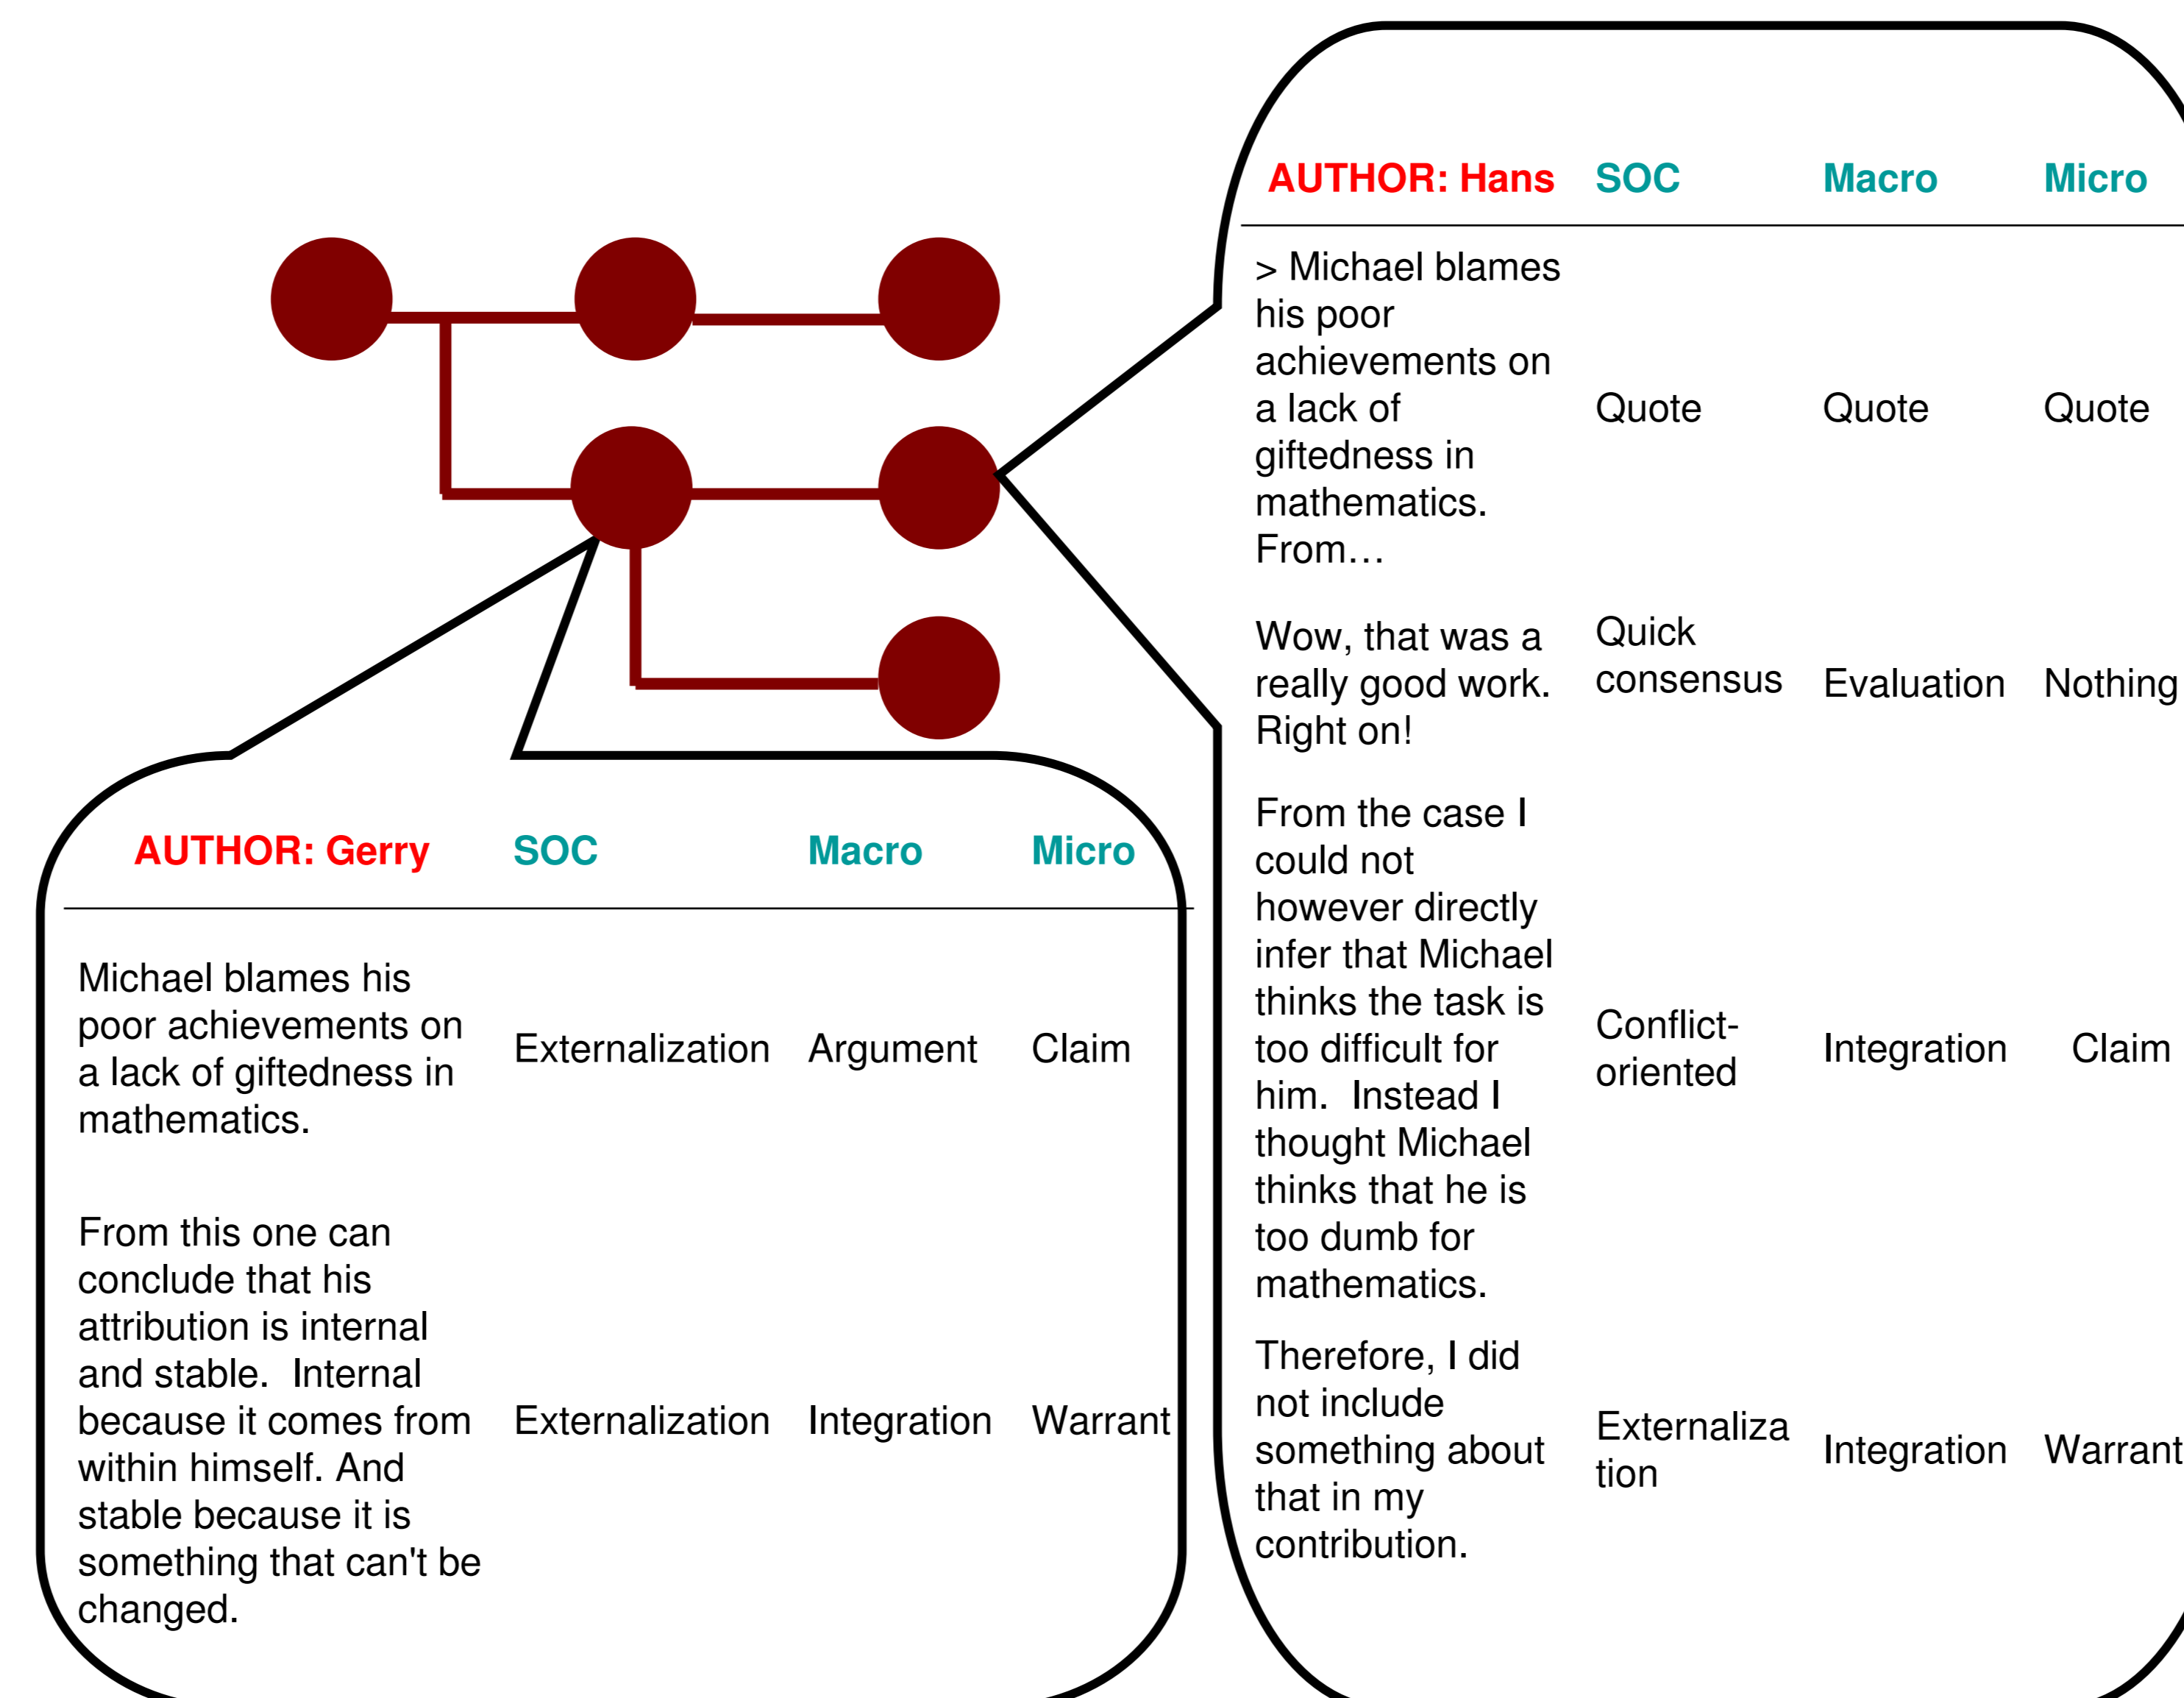 AUTHOR: Hans SOC Macro Micro
> Michael blames
his poor
achievements on
a lack of
giftedness in
mathematics.
From…
Quote Quote Quote
Wow, that was a
really good work.
Right on!
Quick
consensus
Evaluation Nothing
From the case I
could not
however directly
infer that Michael
thinks the task is
too difficult for
him.  Instead I
thought Michael
thinks that he is
too dumb for
mathematics.
Conflict-
oriented
Integration Claim
Therefore, I did
not include
something about
that in my
contribution.
Externaliza
tion
Integration Warrant
AUTHOR: Gerry SOC Macro Micro
Michael blames his
poor achievements on
a lack of giftedness in
mathematics.
Externalization Argument Claim
From this one can
conclude that his
attribution is internal
and stable.  Internal
because it comes from
within himself. And
stable because it is
something that can't be
changed.
Externalization Integration Warrant